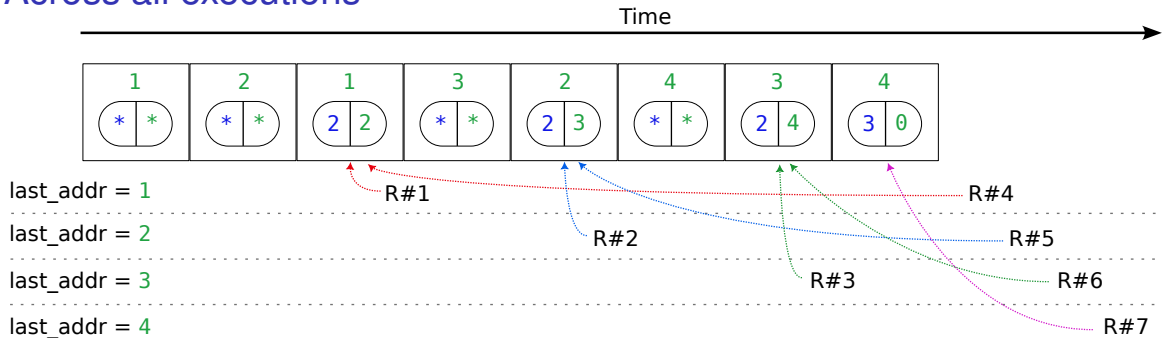 Across all executions
Time
1 2 1 3 2 4 3 4
* * * * 2 2 * * 2 3 * * 2 4 3 0
last_addr = 1 R#1 R#4
last_addr = 2 R#2 R#5
last_addr = 3 R#3 R#6
last_addr = 4 R#7